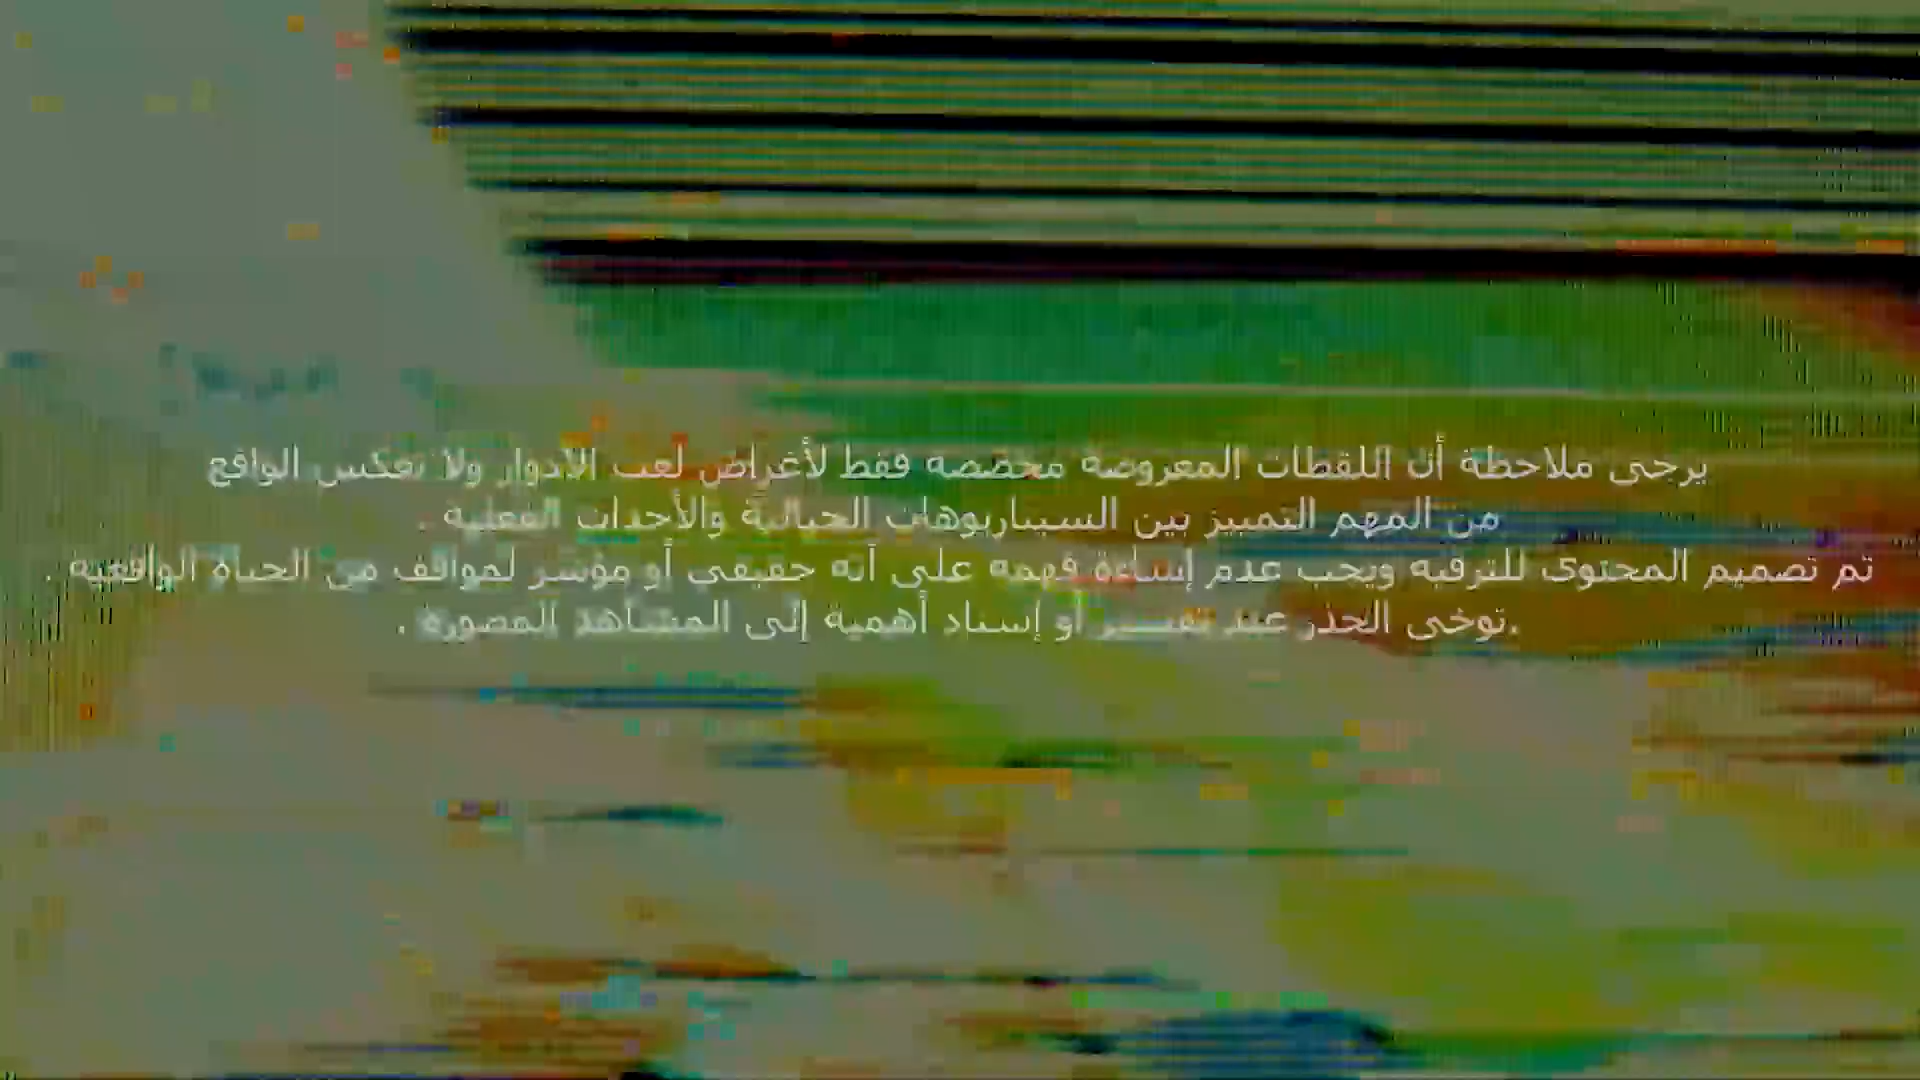 يرجى ملاحظة أن اللقطات المعروضة مخصصة فقط لأغراض لعب الأدوار ولا تعكس الواقع
من المهم التمييز بين السيناريوهات الخيالية والأحداث الفعلية .
تم تصميم المحتوى للترفيه ويجب عدم إساءة فهمه على أنه حقيقي أو مؤشر لمواقف من الحياة الواقعية .
.توخى الحذر عند تفسير أو إسناد أهمية إلى المشاهد المصورة .